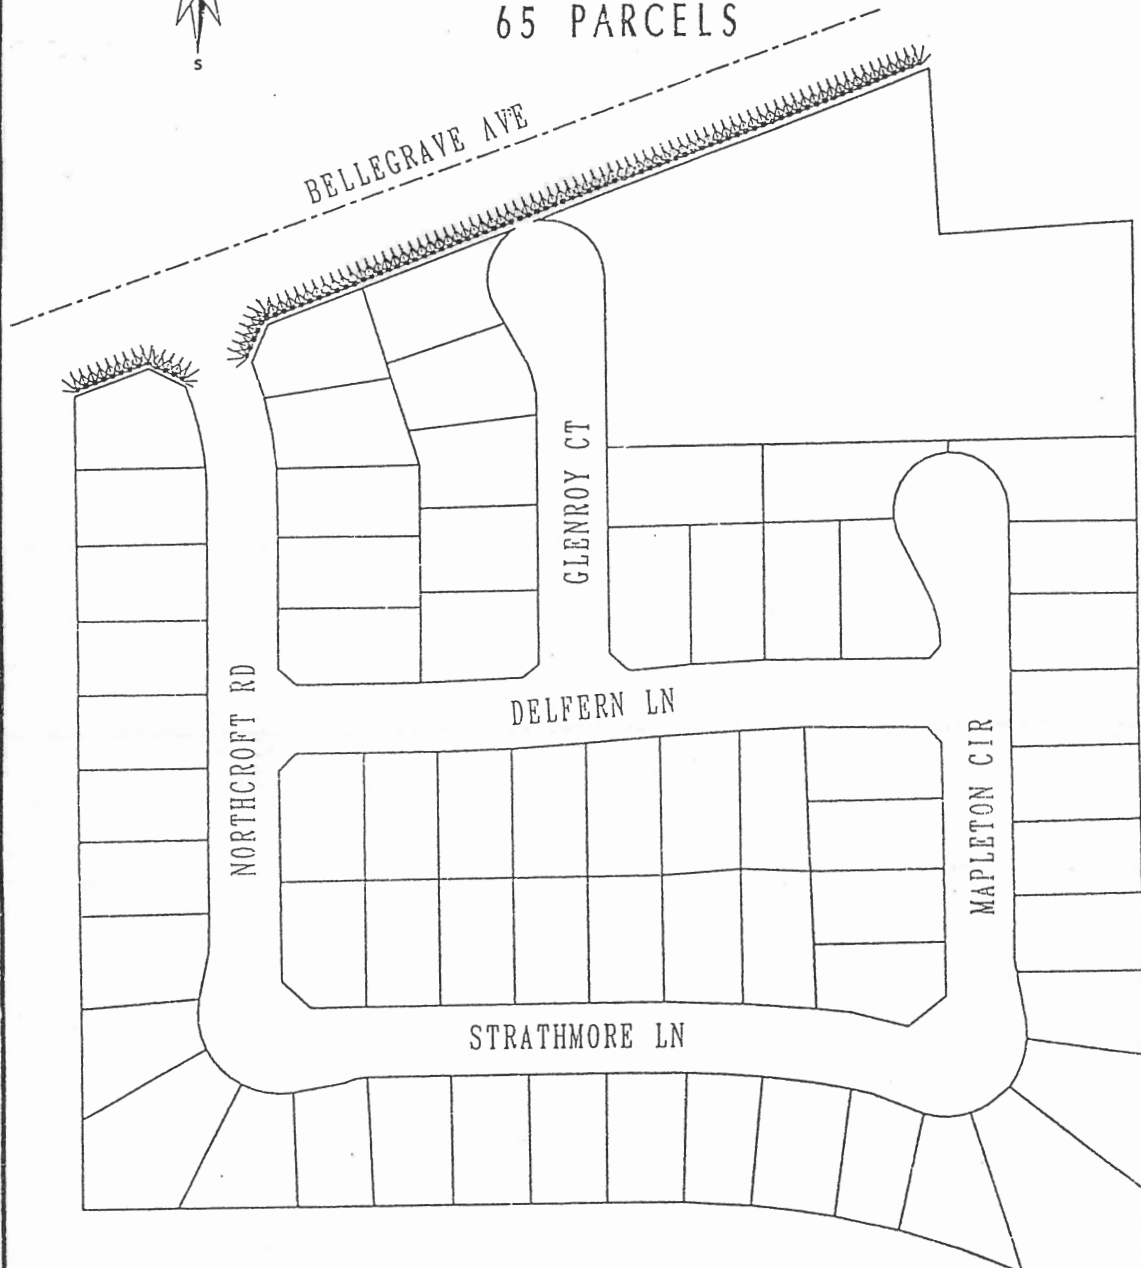 S
65 PARCELS
BELLEGRAVE AVE
GLENROY CT
NORTHCROFT RD
DELFERN LN
MAPLETON CIR
STRATHMORE LN